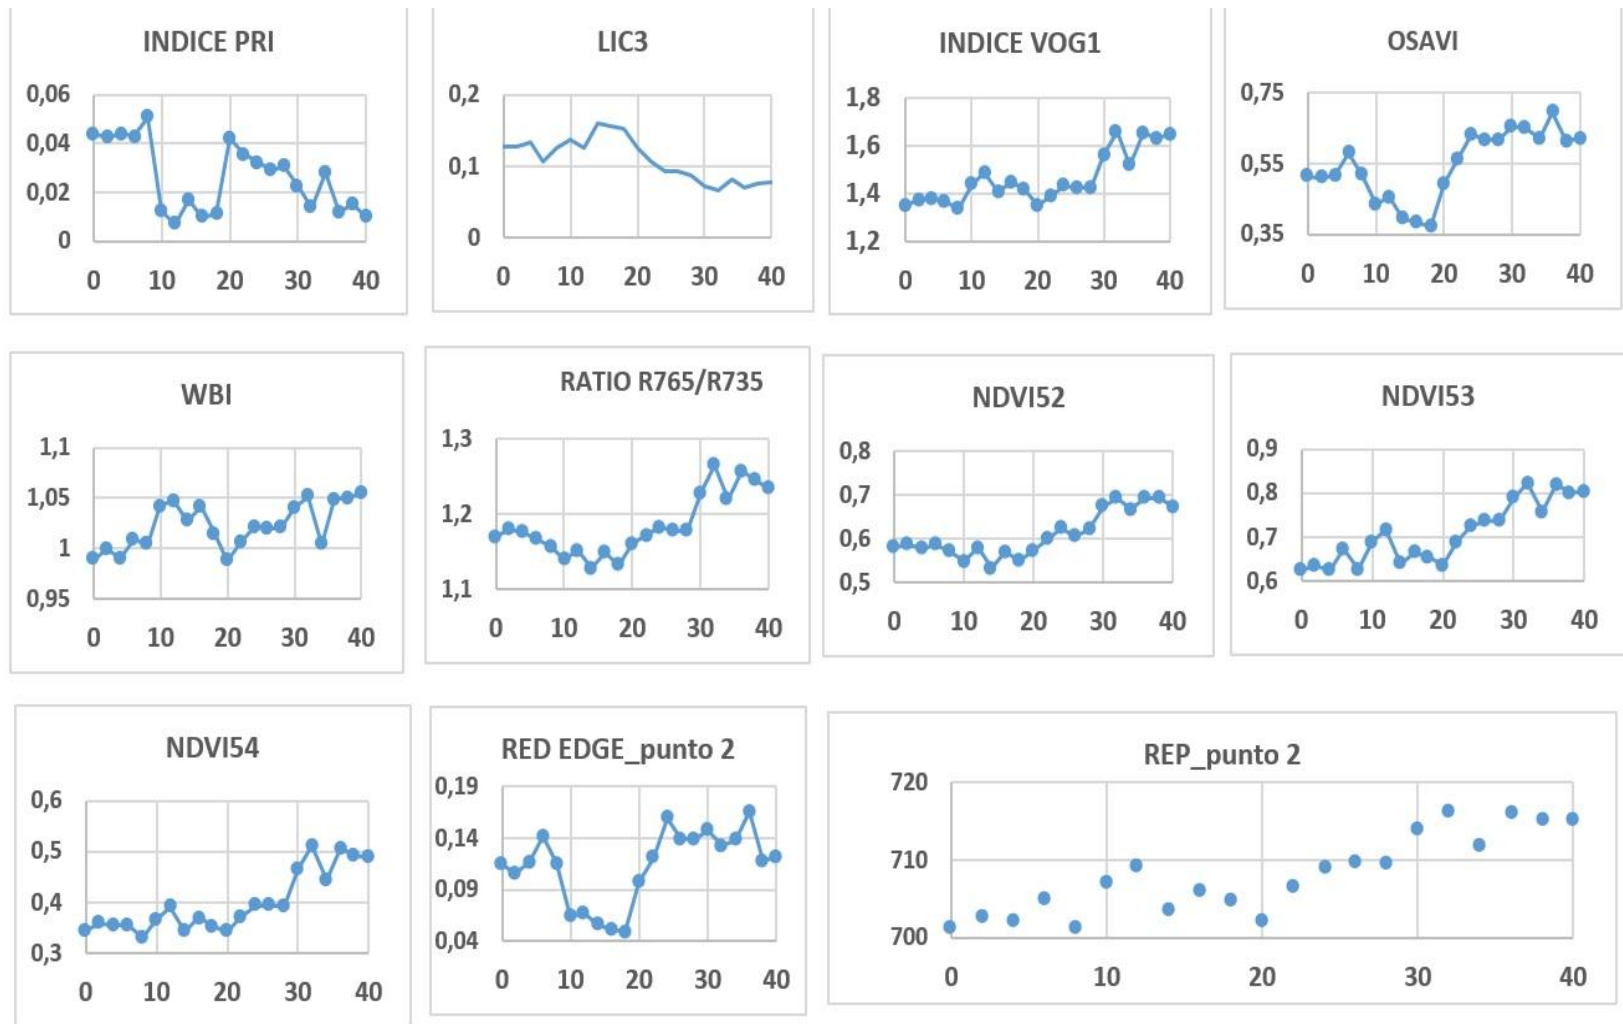 INDICE PRI
0,06
0,04
0,02
0
0 10 20 30 40
LIC3
0,2
0,1
0
0 10 20 30 40
INDICE VOG1
1,8
1,6
1,4
1,2
0 10 20 30 40
OSAVI
0,75
0,55
0,35
0 10 20 30 40
WBI
1,1
1,05
1
0,95
0 10 20 30 40
RATIO R765/R735
1,3
1,2
1,1
0 10 20 30 40
NDVI52
0,8
0,7
0,6
0,5
0 10 20 30 40
NDVI53
0,9
0,8
0,7
0,6
0 10 20 30 40
NDVI54
0,6
0,5
0,4
0,3
0 10 20 30 40
RED EDGE_punto 2
0,19
0,14
0,09
0,04
0 10 20 30 40
REP_punto 2
720
710
700
0 10 20 30 40